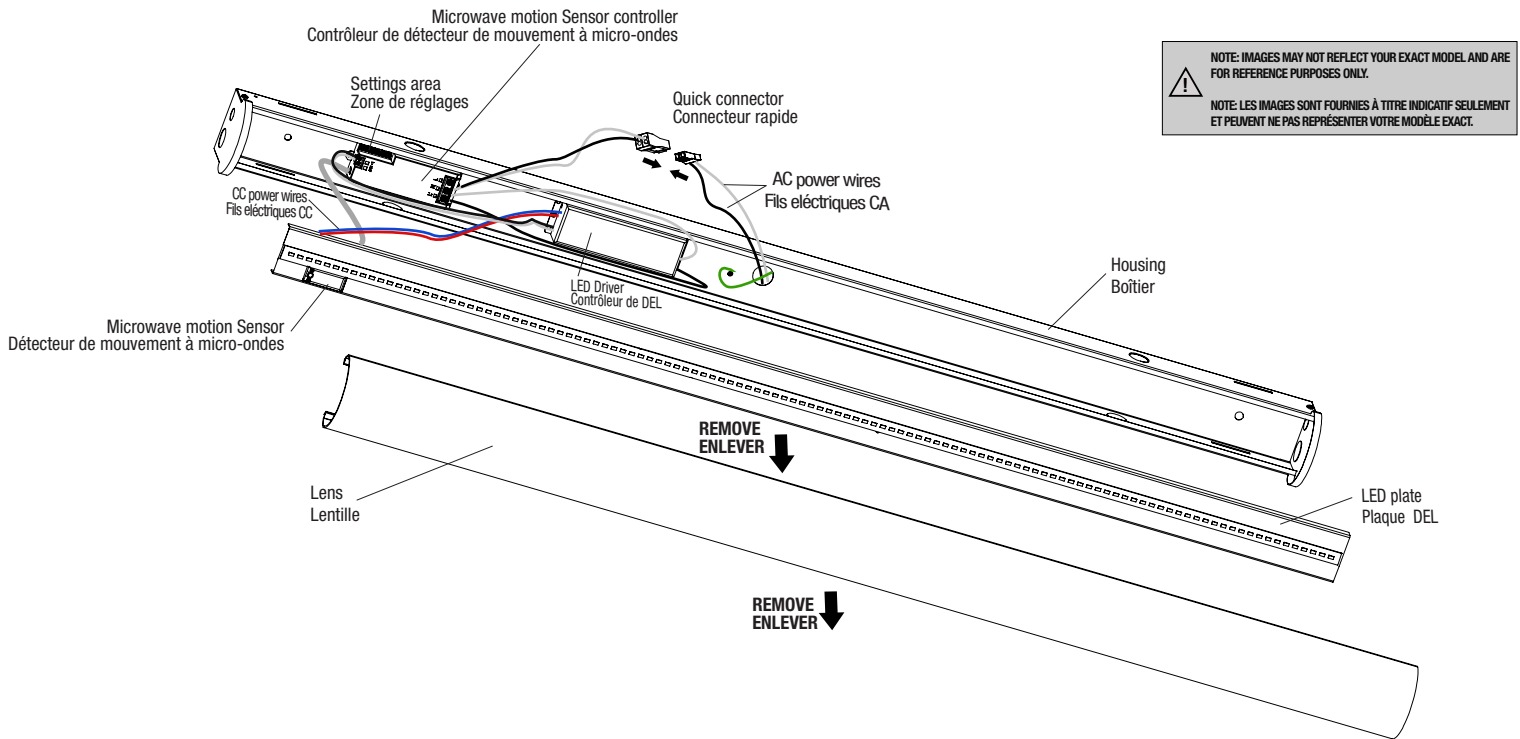 Microwave motion Sensor controller
Contrôleur de détecteur de mouvement à micro-ondes
NOTE: IMAGES MAY NOT REFLECT YOUR EXACT MODEL AND ARE
FOR REFERENCE PURPOSES ONLY.
NOTE: LES IMAGES SONT FOURNIES À TITRE INDICATIF SEULEMENT
ET PEUVENT NE PAS REPRÉSENTER VOTRE MODÈLE EXACT.
Settings area
Zone de réglages
Quick connector
Connecteur rapide
AC power wires
Fils eléctriques CA
CC power wires
Fils eléctriques CC
LED Driver
Contrôleur de DEL
Housing
Boîtier
Microwave motion Sensor
Détecteur de mouvement à micro-ondes
REMOVE
ENLEVER
Lens
Lentille
LED plate
Plaque DEL
REMOVE
ENLEVER